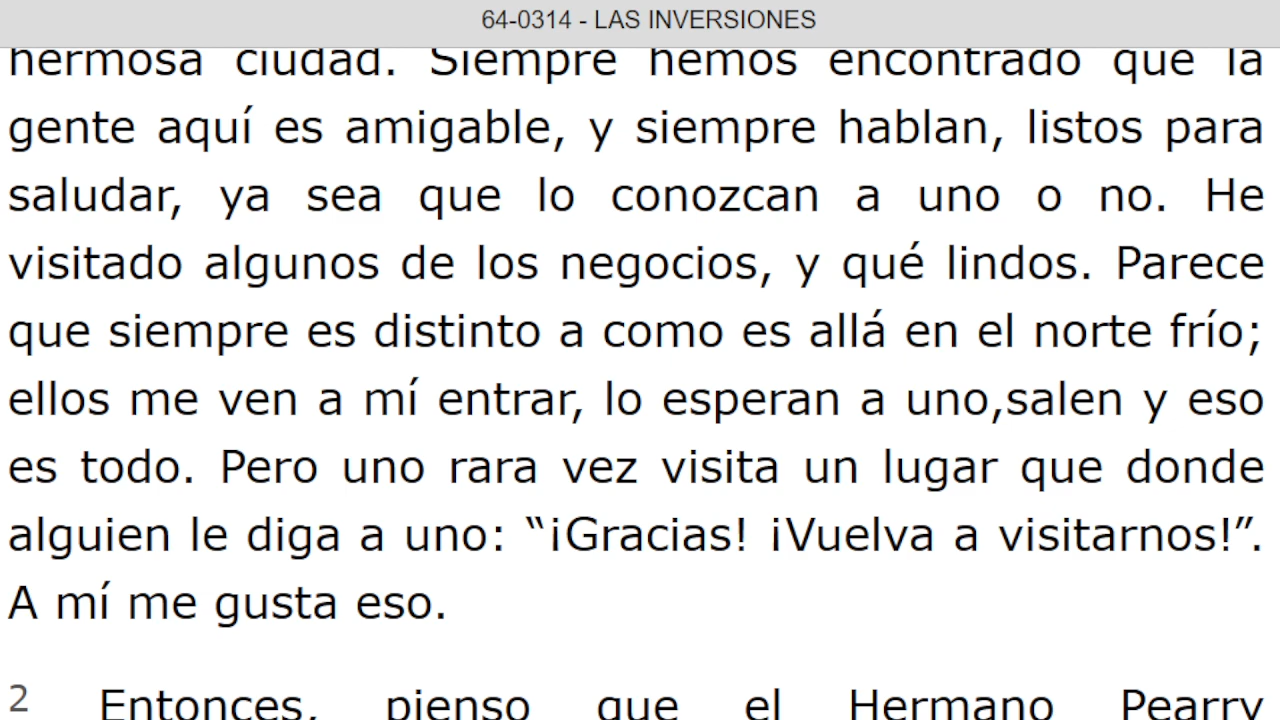 64-0314 - LAS INVERSIONES
hermosa ciudad. Siempre hemos encontrado que la
gente aquí es amigable, y siempre hablan, listos para
saludar, ya sea que lo conozcan a uno o no. He
visitado algunos de los negocios, y qué lindos. Parece
que siempre es distinto a como es allá en el norte frío;
ellos me ven a mí entrar, lo esperan a uno,salen y eso
es todo. Pero uno rara vez visita un lugar que donde
alguien le diga a uno: “¡Gracias! ¡Vuelva a visitarnos!”.
A mí me gusta eso.
2 Entonces, pienso que el Hermano Pearry